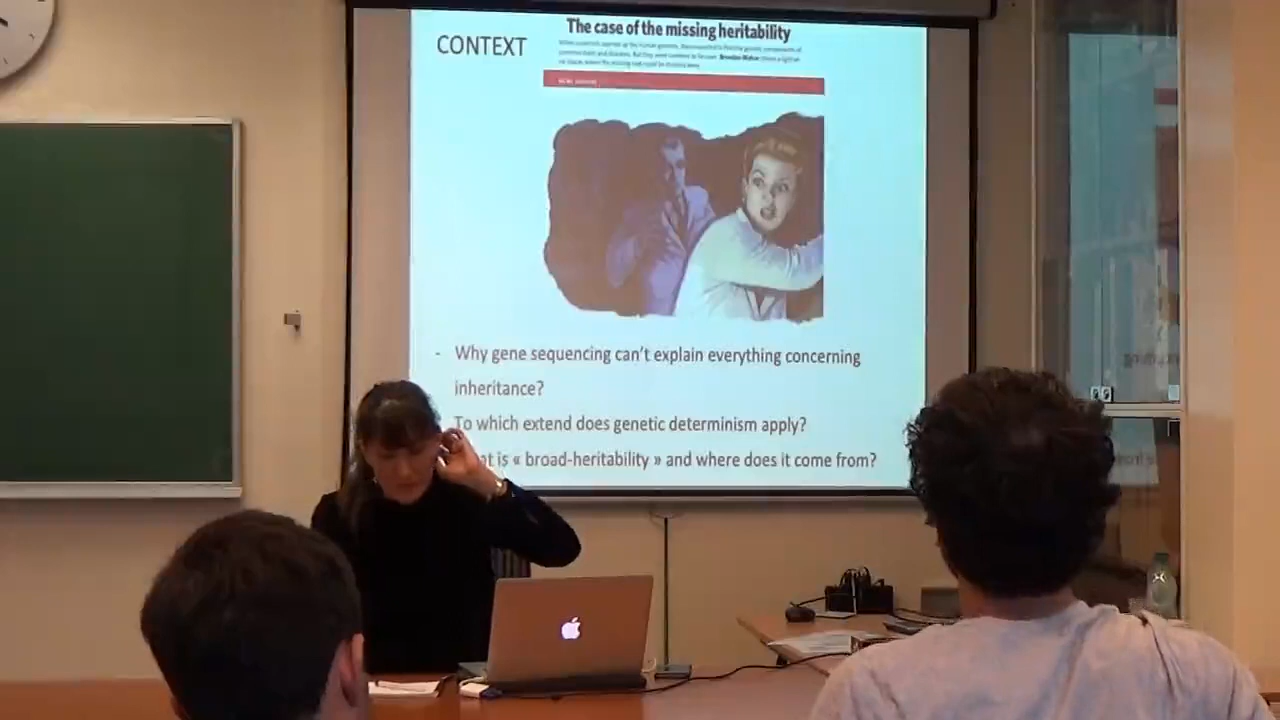 CONTEXT
The case of the missing heritability
- Why gene sequencing can't explain everything concerning
inheritance?
To which extend does genetic determinism apply?
at is « broad-heritability » and where does it come from?